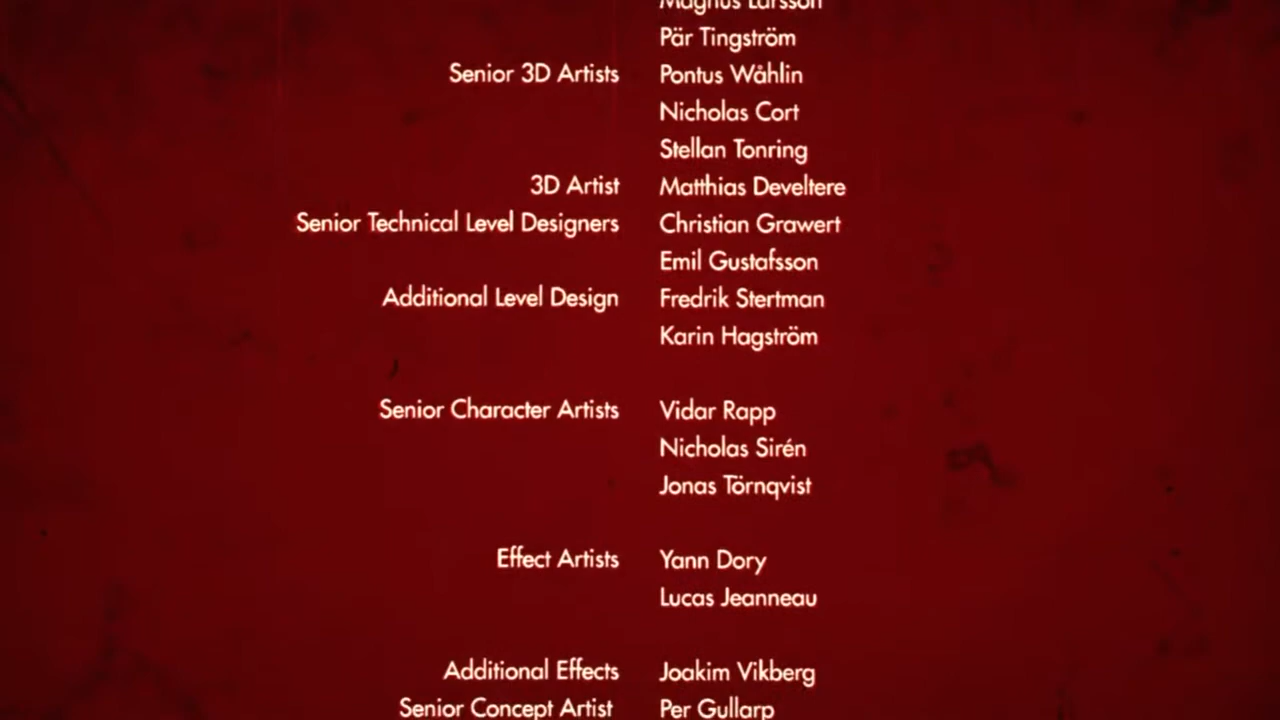 Magnus Larsson
Pär Tingström
Senior 3D Artists Pontus Wåhlin
Nicholas Cort
Stellan Tonring
3D Artist Matthias Develtere
Senior Technical Level Designers Christian Grawert
Emil Gustafsson
Additional Level Design Fredrik Stertman
Karin Hagström
Senior Character Artists Vidar Rapp
Nicholas Sirén
Jonas Törnqvist
Effect Artists Yann Dory
Lucas Jeanneau
Additional Effects Joakim Vikberg
Senior Concept Artist Per Gullarp